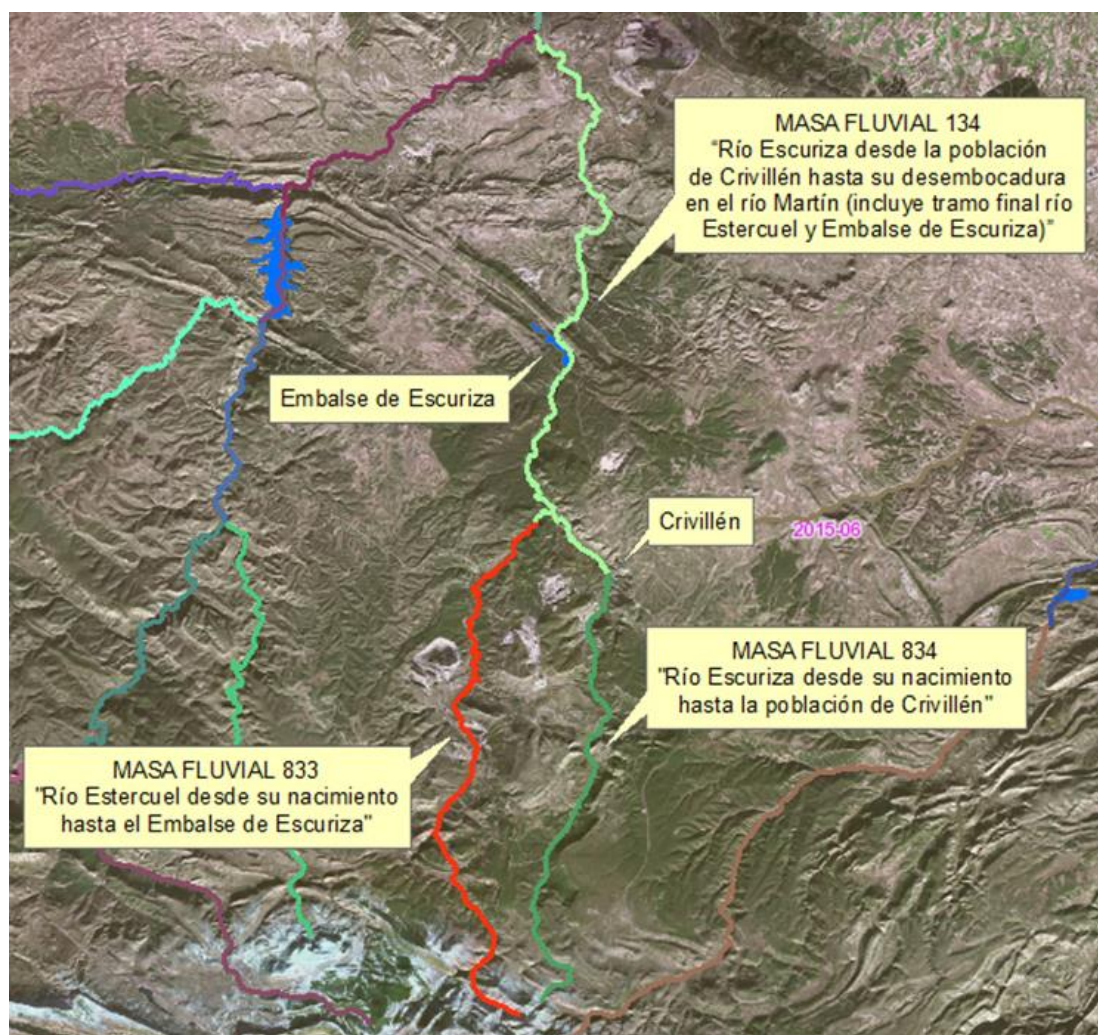 MASA FLUVIAL 134
"Río Escuriza desde la población
de Crivillén hasta su desembocadura
en el río Martín (incluye tramo final río
Estercuel y Embalse de Escuriza)"
Embalse de Escuriza
Crivillén
2015-06
MASA FLUVIAL 834
"Río Escuriza desde su nacimiento
hasta la población de Crivillén"
MASA FLUVIAL 833
"Río Estercuel desde su nacimiento
hasta el Embalse de Escuriza"